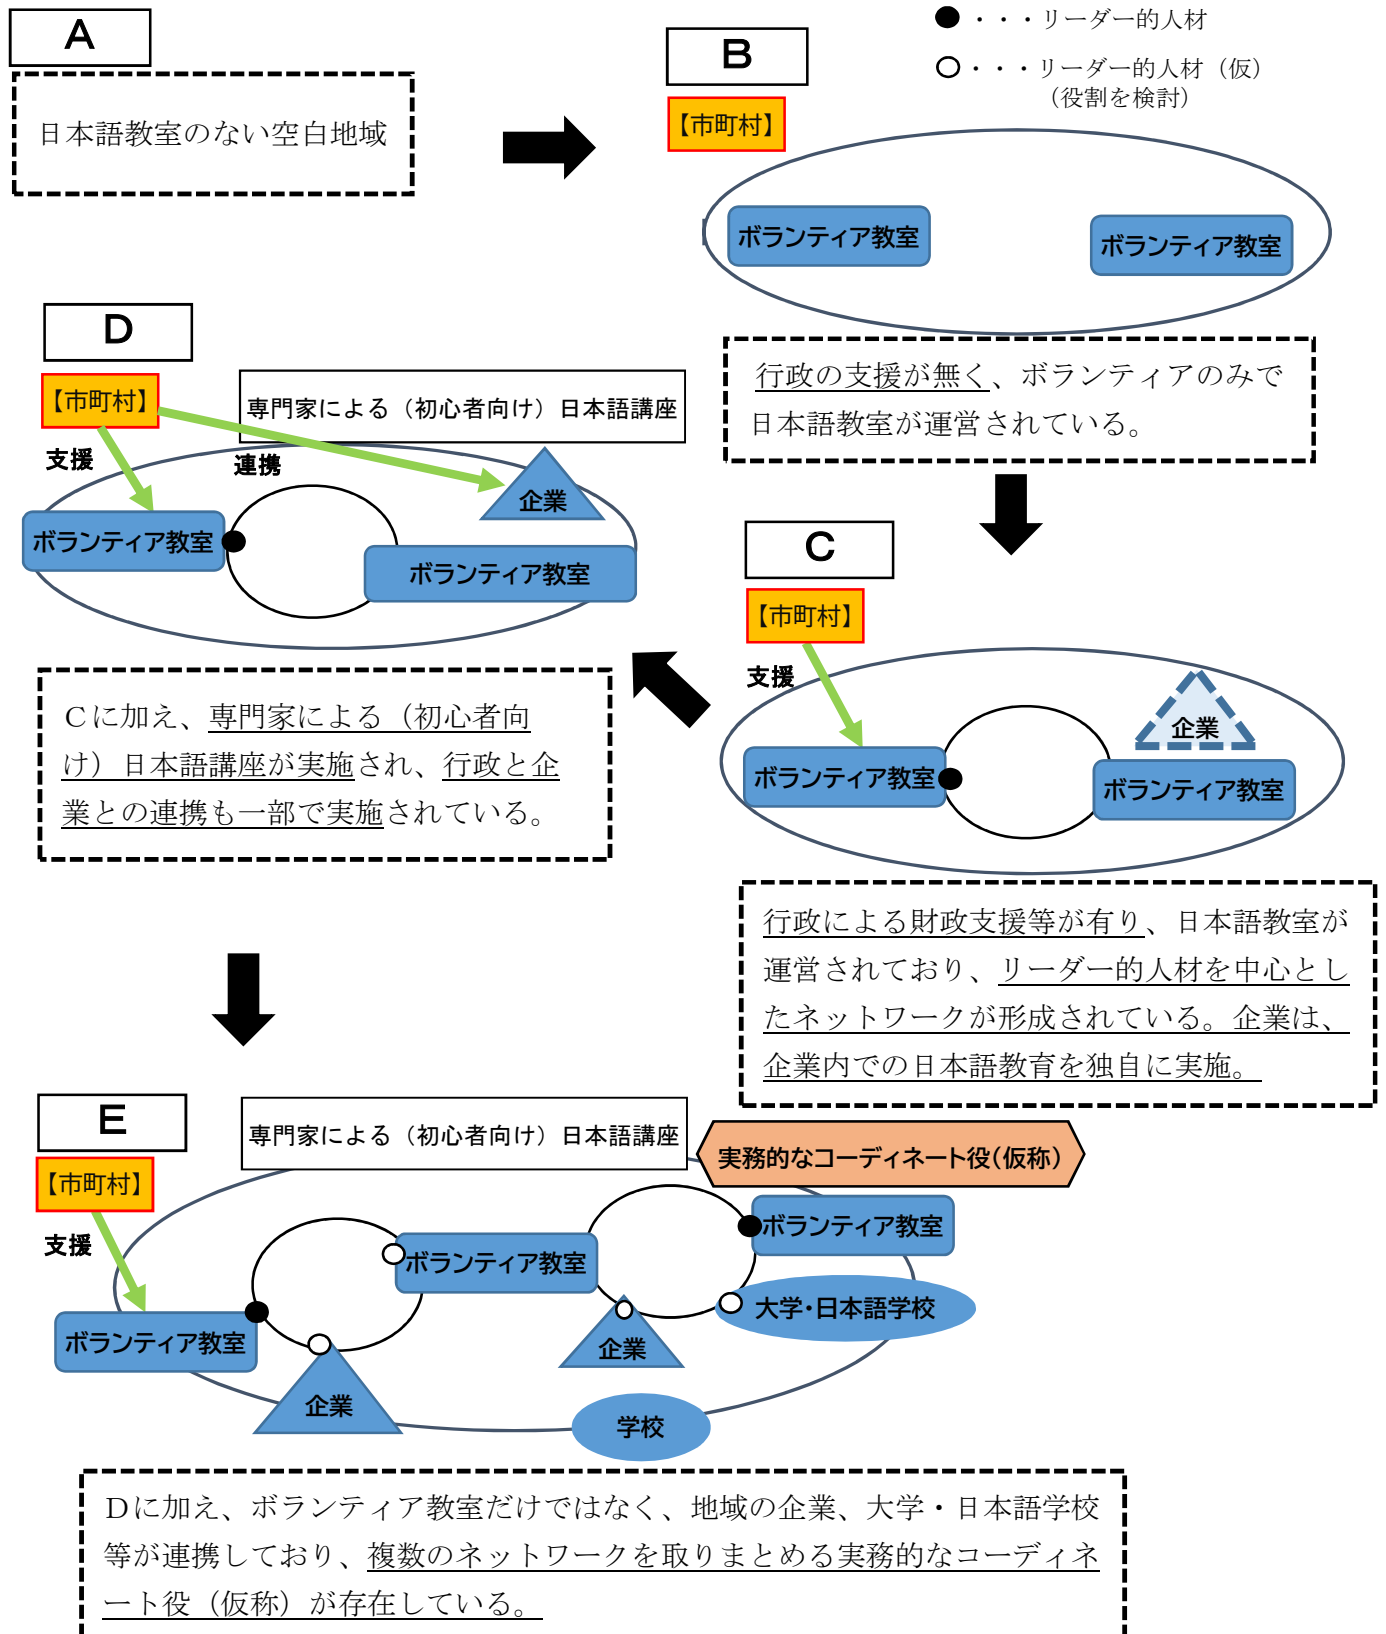 A
日本語教室のない空白地域
●・・・リーダー的人材
○・・・リーダー的人材（仮）
（役割を検討）
B
【市町村】
ボランティア教室
ボランティア教室
行政の支援が無く、ボランティアのみで
日本語教室が運営されている。
C
【市町村】
支援
企業
ボランティア教室
ボランティア教室
行政による財政支援等が有り、日本語教室が
運営されており、リーダー的人材を中心とし
たネットワークが形成されている。企業は、
企業内での日本語教育を独自に実施。
D
【市町村】
専門家による（初心者向け）日本語講座
支援
連携
企業
ボランティア教室
ボランティア教室
Ｃに加え、専門家による（初心者向
け）日本語講座が実施され、行政と企
業との連携も一部で実施されている。
E
【市町村】
専門家による（初心者向け）日本語講座
実務的なコーディネート役（仮称）
支援
ボランティア教室
ボランティア教室
ボランティア教室
大学・日本語学校
企業
企業
学校
Ｄに加え、ボランティア教室だけではなく、地域の企業、大学・日本語学校
等が連携しており、複数のネットワークを取りまとめる実務的なコーディネ
ート役（仮称）が存在している。